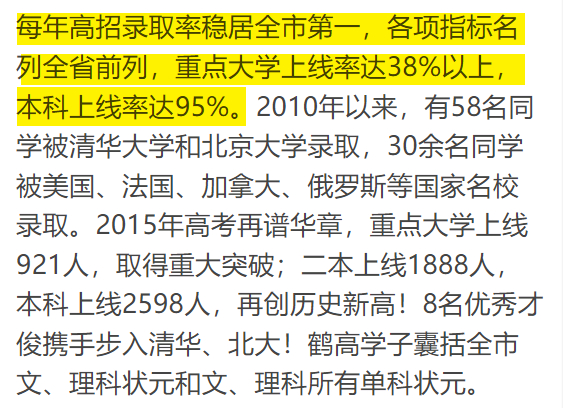 每年高招录取率稳居全市第一，各项指标名
列全省前列，重点大学上线率达38%以上，
本科上线率达95%。2010年以来，有58名同
学被清华大学和北京大学录取，30余名同学
被美国、法国、加拿大、俄罗斯等国家名校
录取。2015年高考再谱华章，重点大学上线
921人，取得重大突破；二本上线1888人，
本科上线2598人，再创历史新高！8名优秀才
俊携手步入清华、北大！鹤高学子囊括全市
文、理科状元和文、理科所有单科状元。